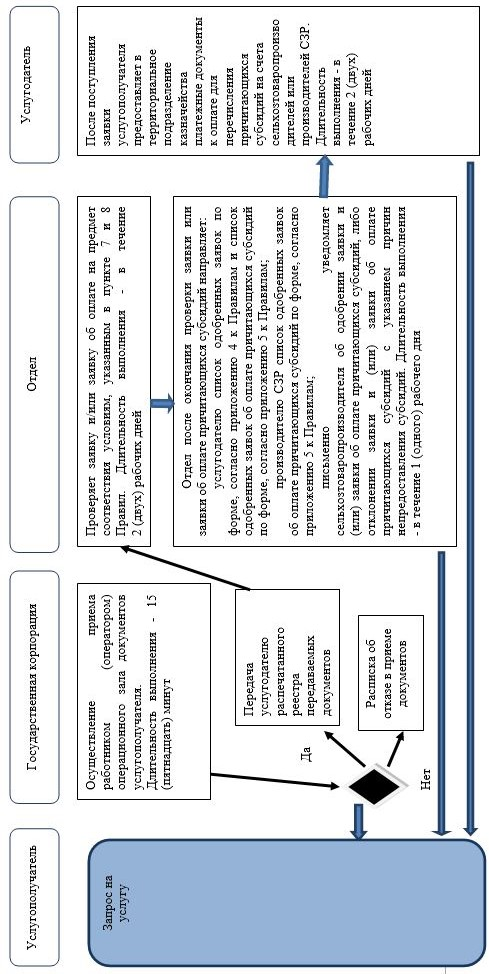 Услугополучатель
Государственная корпорация
Отдел
Услугодатель
Запрос на
услугу
Осуществление приема
работником (оператором)
операционного зала документов
услугополучателя.
Длительность выполнения - 15
(пятнадцать) минут
Да
Нет
Передача
услугодателю
распечатанного
реестра
передаваемых
документов
Расписка об
отказе в приеме
документов
Проверяет заявку и/или заявку об оплате на предмет
соответствия условиям, указанным в пункте 7 и 8
Правил. Длительность выполнения - в течение
2 (двух) рабочих дней
Отдел после окончания проверки заявки или
заявки об оплате причитающихся субсидий направляет:
услугодателю список одобренных заявок по
форме, согласно приложению 4 к Правилам и список
одобренных заявок об оплате причитающихся субсидий
по форме, согласно приложению 5 к Правилам;
производителю СЗР список одобренных заявок
об оплате причитающихся субсидий по форме, согласно
приложению 5 к Правилам;
письменно уведомляет
сельхозтоваропроизводителя об одобрении заявки и
(или) заявки об оплате причитающихся субсидий, либо
отклонении заявки и (или) заявки об оплате
причитающихся субсидий с указанием причин
непредоставления субсидий. Длительность выполнения
- в течение 1 (одного) рабочего дня
После поступления
заявки
услугополучателя
предоставляет в
территориальное
подразделение
казначейства
платежные документы
к оплате для
перечисления
причитающихся
субсидий на счета
сельхозтоваропроизво
дителей или
производителей СЗР.
Длительность
выполнения - в
течение 2 (двух)
рабочих дней